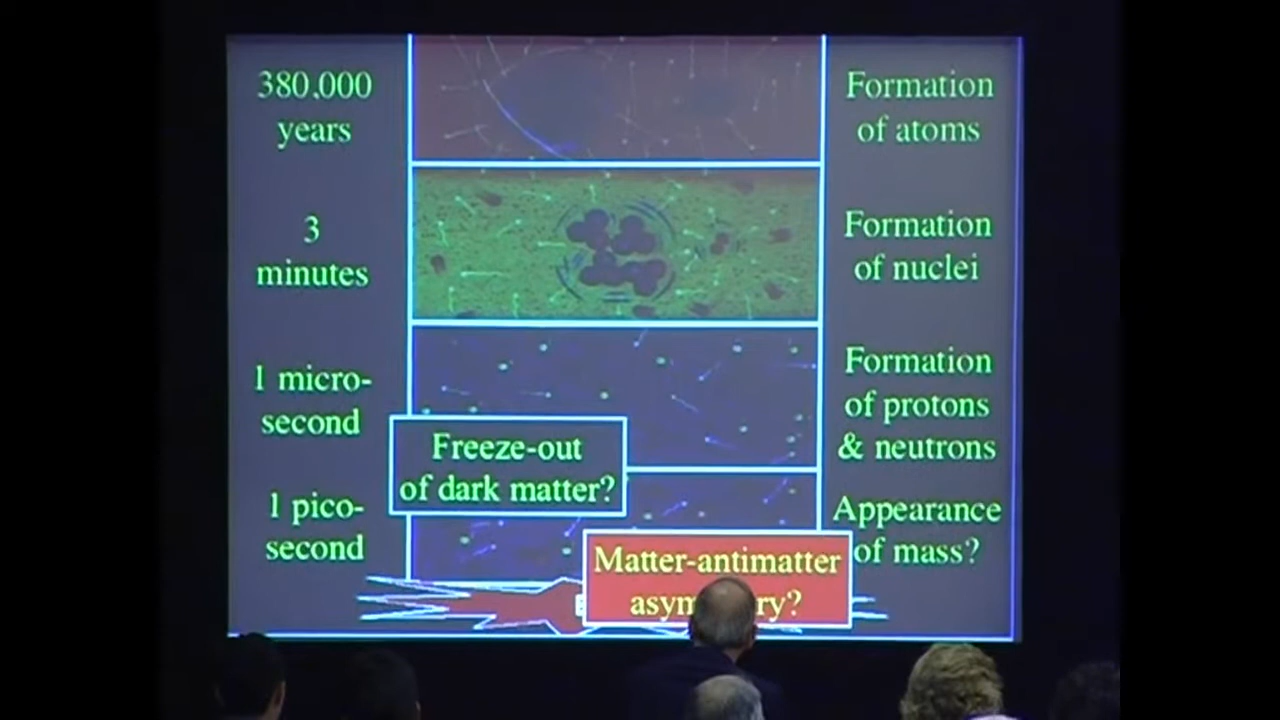 380,000
years
Formation
of atoms
3
minutes
Formation
of nuclei
1 micro-
second
Formation
of protons
& neutrons
Freeze-out
of dark matter?
1 pico-
second
Appearance
of mass?
Matter-antimatter